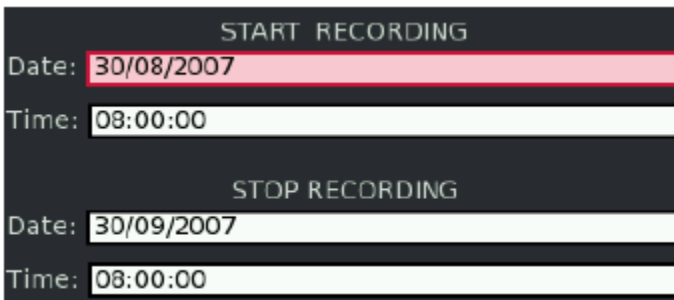 START RECORDING
Date: 30/08/2007
Time: 08:00:00
STOP RECORDING
Date: 30/09/2007
Time: 08:00:00